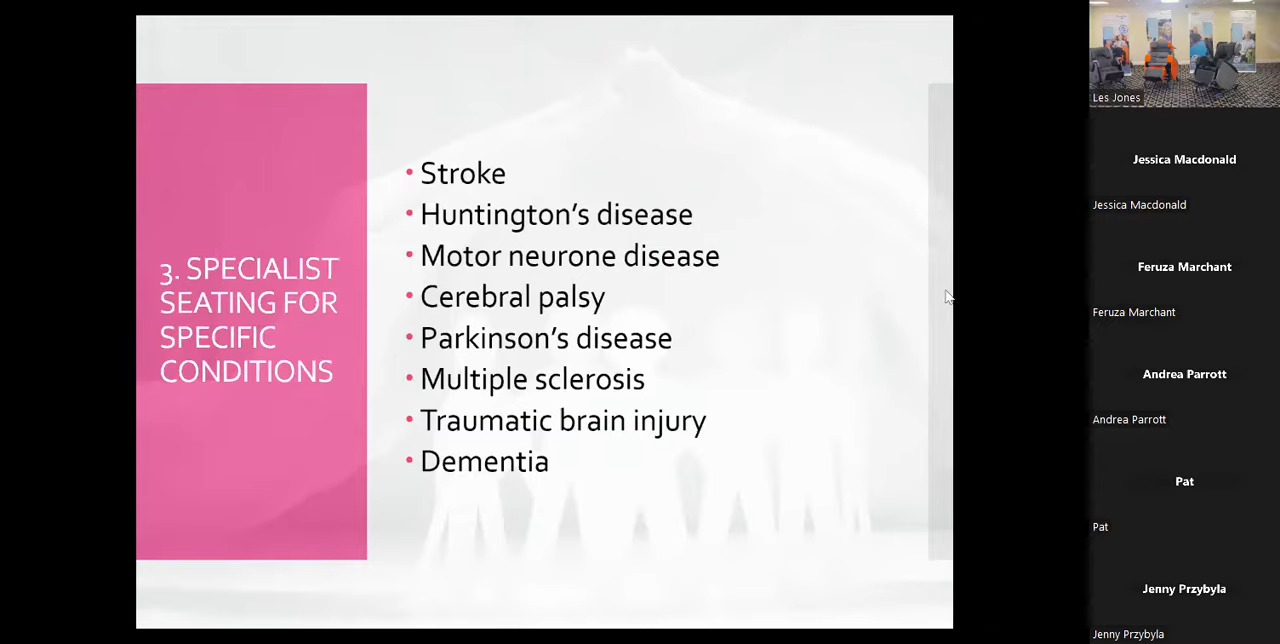 3. SPECIALIST
SEATING FOR
SPECIFIC
CONDITIONS
• Stroke
• Huntington’s disease
• Motor neurone disease
• Cerebral palsy
• Parkinson’s disease
• Multiple sclerosis
• Traumatic brain injury
• Dementia
Les Jones
Jessica Macdonald
Jessica Macdonald
Feruza Marchant
Feruza Marchant
Andrea Parrott
Andrea Parrott
Pat
Pat
Jenny Przybyla
Jenny Przybyla